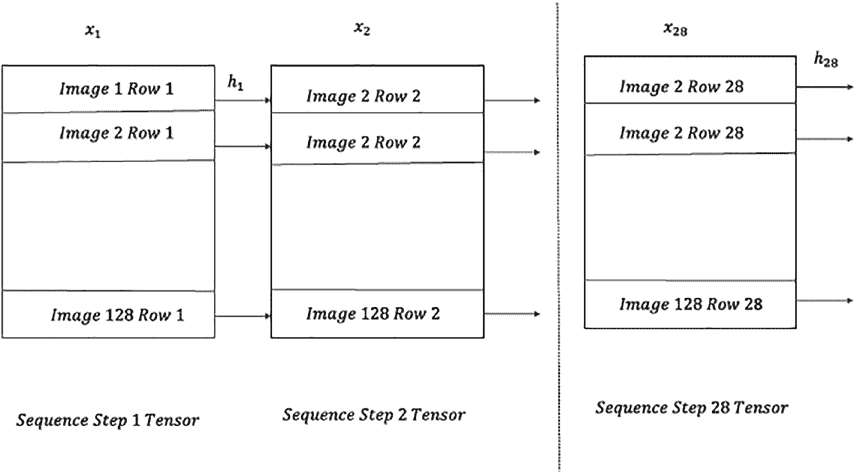 x₁
x₂
x₂₈
h₁
h₂₈
Image 1 Row 1
Image 2 Row 1
Image 128 Row 1
Image 2 Row 2
Image 2 Row 2
Image 128 Row 2
Image 2 Row 28
Image 2 Row 28
Image 128 Row 28
Sequence Step 1 Tensor
Sequence Step 2 Tensor
Sequence Step 28 Tensor